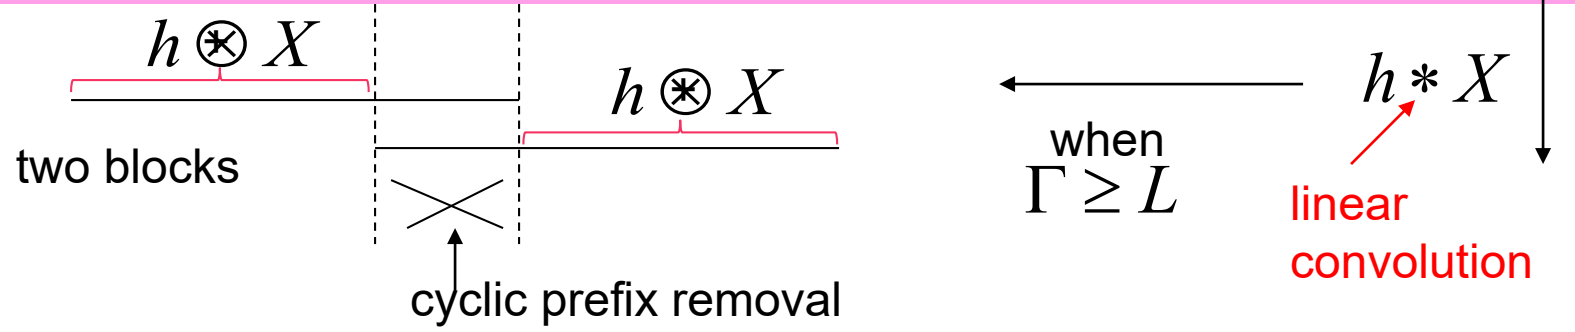 h ⊛ X
h ⊛ X
h * X
two blocks
when
Γ ≥ L
linear
convolution
cyclic prefix removal